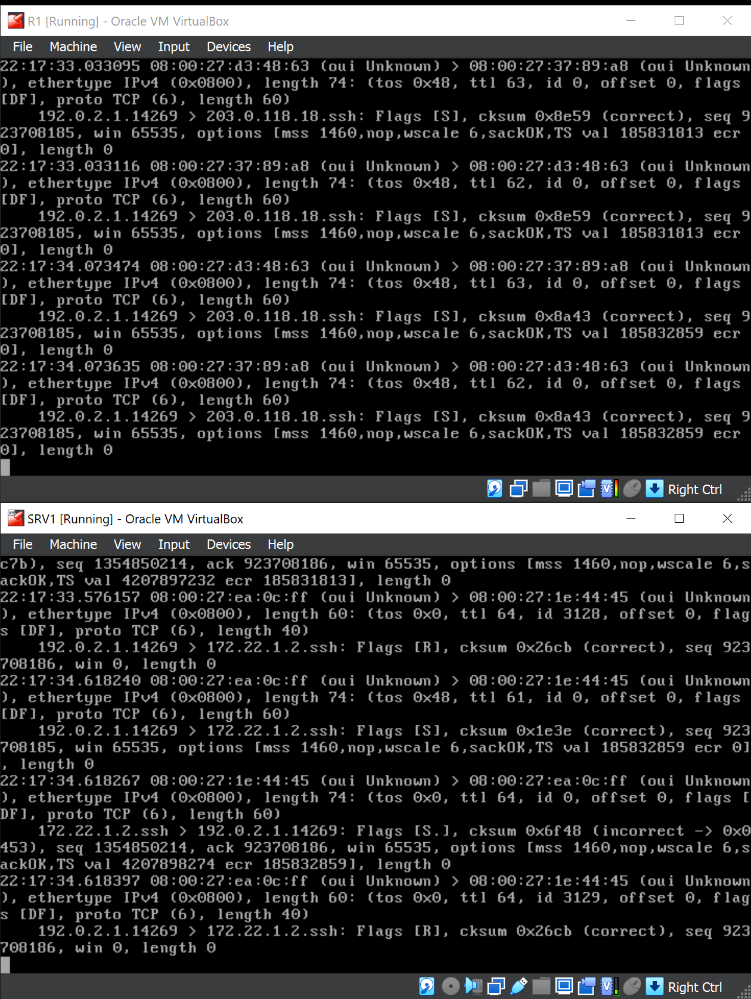 R1 [Running] - Oracle VM VirtualBox
File Machine View Input Devices Help
22:17:33.033095 08:00:27:d3:48:63 (oui Unknown) > 08:00:27:37:89:a8 (oui Unknown
), ethertype IPv4 (0x0800), length 74: (tos 0x48, ttl 63, id 0, offset 0, flags
[DF], proto TCP (6), length 60)
192.0.2.1.14269 > 203.0.118.18.ssh: Flags [S], cksum 0x8e59 (correct), seq 9
23708185, win 65535, options [mss 1460,nop,wscale 6,sackOK,TS val 185831813 ecr
0], length 0
22:17:33.033116 08:00:27:37:89:a8 (oui Unknown) > 08:00:27:d3:48:63 (oui Unknown
), ethertype IPv4 (0x0800), length 74: (tos 0x48, ttl 62, id 0, offset 0, flags
[DF], proto TCP (6), length 60)
192.0.2.1.14269 > 203.0.118.18.ssh: Flags [S], cksum 0x8e59 (correct), seq 9
23708185, win 65535, options [mss 1460,nop,wscale 6,sackOK,TS val 185831813 ecr
0], length 0
22:17:34.073474 08:00:27:d3:48:63 (oui Unknown) > 08:00:27:37:89:a8 (oui Unknown
), ethertype IPv4 (0x0800), length 74: (tos 0x48, ttl 63, id 0, offset 0, flags
[DF], proto TCP (6), length 60)
192.0.2.1.14269 > 203.0.118.18.ssh: Flags [S], cksum 0x8a43 (correct), seq 9
23708185, win 65535, options [mss 1460,nop,wscale 6,sackOK,TS val 185832859 ecr
0], length 0
22:17:34.073635 08:00:27:37:89:a8 (oui Unknown) > 08:00:27:d3:48:63 (oui Unknown
), ethertype IPv4 (0x0800), length 74: (tos 0x48, ttl 62, id 0, offset 0, flags
[DF], proto TCP (6), length 60)
192.0.2.1.14269 > 203.0.118.18.ssh: Flags [S], cksum 0x8a43 (correct), seq 9
23708185, win 65535, options [mss 1460,nop,wscale 6,sackOK,TS val 185832859 ecr
0], length 0
Right Ctrl
SRV1 [Running] - Oracle VM VirtualBox
File Machine View Input Devices Help
c7b), seq 1354850214, ack 923708186, win 65535, options [mss 1460,nop,wscale 6,s
ackOK,TS val 4207897232 ecr 185831813], length 0
22:17:33.576157 08:00:27:ea:0c:ff (oui Unknown) > 08:00:27:1e:44:45 (oui Unknown
), ethertype IPv4 (0x0800), length 60: (tos 0x0, ttl 64, id 3128, offset 0, flag
s [DF], proto TCP (6), length 40)
192.0.2.1.14269 > 172.22.1.2.ssh: Flags [R], cksum 0x26cb (correct), seq 923
708186, win 0, length 0
22:17:34.618240 08:00:27:ea:0c:ff (oui Unknown) > 08:00:27:1e:44:45 (oui Unknown
), ethertype IPv4 (0x0800), length 74: (tos 0x48, ttl 61, id 0, offset 0, flags
[DF], proto TCP (6), length 60)
192.0.2.1.14269 > 172.22.1.2.ssh: Flags [S], cksum 0x1e3e (correct), seq 923
708185, win 65535, options [mss 1460,nop,wscale 6,sackOK,TS val 185832859 ecr 0]
, length 0
22:17:34.618267 08:00:27:1e:44:45 (oui Unknown) > 08:00:27:ea:0c:ff (oui Unknown
), ethertype IPv4 (0x0800), length 74: (tos 0x0, ttl 64, id 0, offset 0, flags [
DF], proto TCP (6), length 60)
172.22.1.2.ssh > 192.0.2.1.14269: Flags [S.], cksum 0x6f48 (incorrect -> 0x0
453), seq 1354850214, ack 923708186, win 65535, options [mss 1460,nop,wscale 6,s
ackOK,TS val 4207898274 ecr 185832859], length 0
22:17:34.618397 08:00:27:ea:0c:ff (oui Unknown) > 08:00:27:1e:44:45 (oui Unknown
), ethertype IPv4 (0x0800), length 60: (tos 0x0, ttl 64, id 3129, offset 0, flag
s [DF], proto TCP (6), length 40)
192.0.2.1.14269 > 172.22.1.2.ssh: Flags [R], cksum 0x26cb (correct), seq 923
708186, win 0, length 0
Right Ctrl